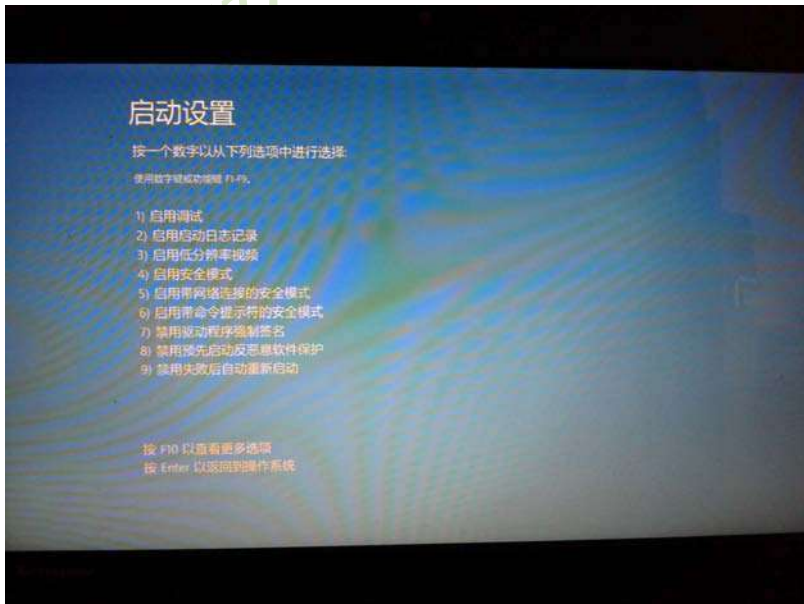 启动设置
按一个数字以从下列选项中进行选择:
使用数字键或功能键 F1-F9。
1) 启用调试
2) 启用启动日志记录
3) 启用低分辨率视频
4) 启用安全模式
5) 启用带网络连接的安全模式
6) 启用带命令提示符的安全模式
7) 禁用驱动程序强制签名
8) 禁用预先启动反恶意软件保护
9) 禁用失败后自动重新启动
按 F10 以查看更多选项
按 Enter 以返回到操作系统